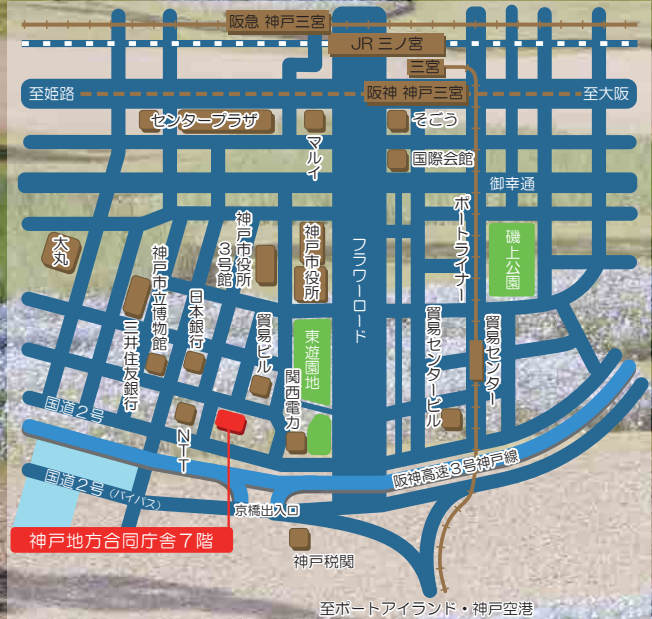 阪急 神戸三宮
JR 三ノ宮
三宮
至姫路
阪神 神戸三宮
至大阪
センタープラザ
マルイ
そごう
国際会館
御幸通
大丸
神戸市立博物館
三井住友銀行
日本銀行
神戸市役所
3号館
神戸市役所
フラワーロード
ポートライナー
磯上公園
貿易ビル
東遊園地
関西電力
貿易センタービル
貿易センター
国道2号
NTT
国道2号(バイパス)
京橋出入口
阪神高速3号神戸線
神戸地方合同庁舎7階
神戸税関
至ポートアイランド・神戸空港